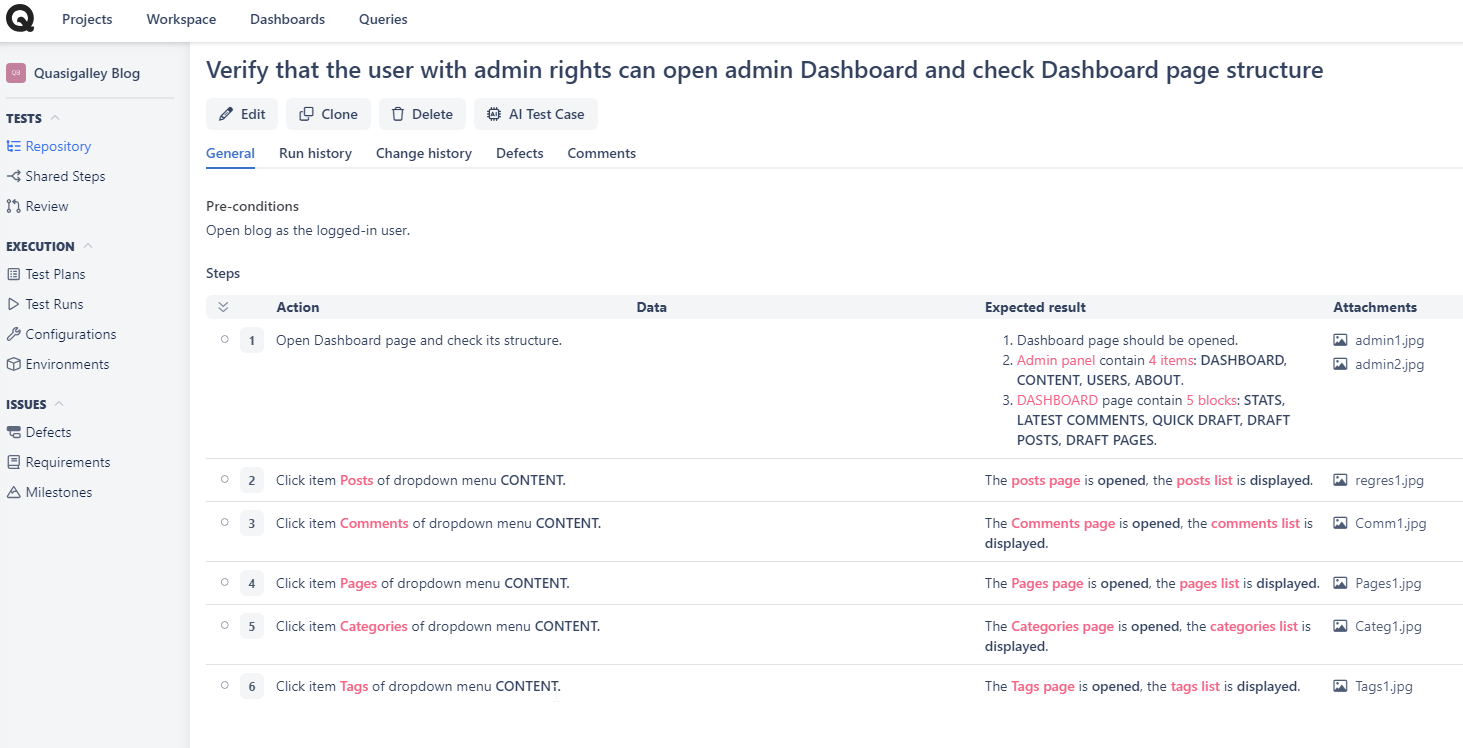 Projects Workspace Dashboards Queries
QB Quasigalley Blog
TESTS
Repository
Shared Steps
Review
EXECUTION
Test Plans
Test Runs
Configurations
Environments
ISSUES
Defects
Requirements
Milestones
Verify that the user with admin rights can open admin Dashboard and check Dashboard page structure
Edit Clone Delete AI Test Case
General Run history Change history Defects Comments
Pre-conditions
Open blog as the logged-in user.
Steps
Action Data Expected result Attachments
1 Open Dashboard page and check its structure.
1. Dashboard page should be opened.
2. Admin panel contain 4 items: DASHBOARD,
CONTENT, USERS, ABOUT.
3. DASHBOARD page contain 5 blocks: STATS,
LATEST COMMENTS, QUICK DRAFT, DRAFT
POSTS, DRAFT PAGES.
admin1.jpg
admin2.jpg
2 Click item Posts of dropdown menu CONTENT.
The posts page is opened, the posts list is displayed.
regres1.jpg
3 Click item Comments of dropdown menu CONTENT.
The Comments page is opened, the comments list is
displayed.
Comm1.jpg
4 Click item Pages of dropdown menu CONTENT.
The Pages page is opened, the pages list is displayed.
Pages1.jpg
5 Click item Categories of dropdown menu CONTENT.
The Categories page is opened, the categories list is
displayed.
Categ1.jpg
6 Click item Tags of dropdown menu CONTENT.
The Tags page is opened, the tags list is displayed.
Tags1.jpg